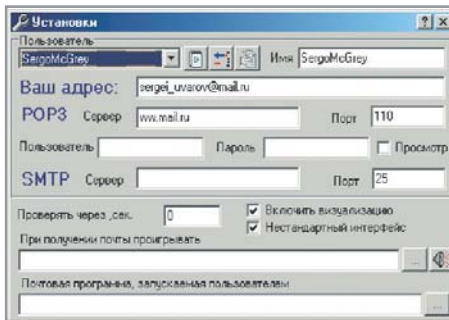 Установки
Пользователь
SergoMcGrey Имя SergoMcGrey
Ваш адрес: sergei_uvarov@mail.ru
POP3 Сервер ww.mail.ru Порт 110
Пользователь Пароль Просмотр
SMTP Сервер Порт 25
Проверять через ,сек. 0 Включить визуализацию
Нестандартный интерфейс
При получении почты проигрывать
...
Почтовая программа, запускаемая пользователем
...